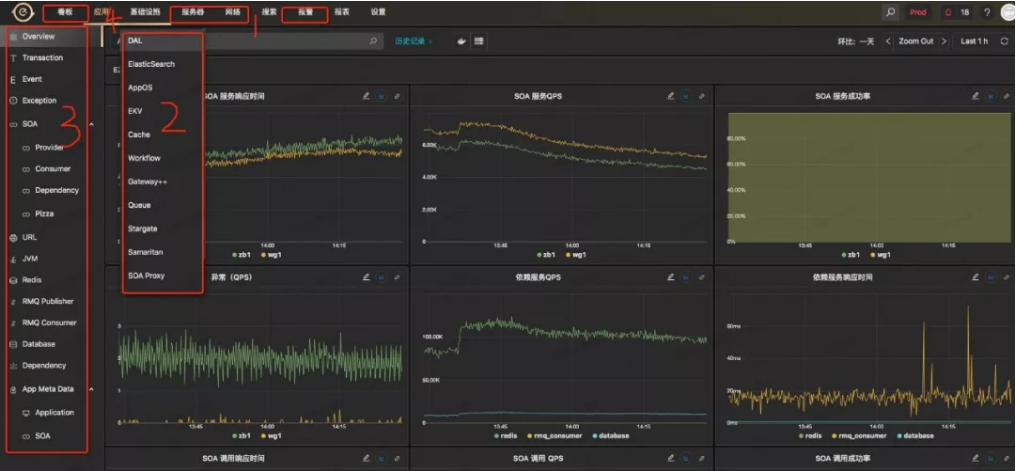 看板 应用 基础设施 服务器 网络 搜索 报警 报表 设置 Prod 18 ?
4 1
Overview
Transaction
Event
Exception
SOA
Provider
Consumer
Dependency
Pizza
URL
JVM
Redis
RMQ Publisher
RMQ Consumer
Database
Dependency
App Meta Data
Application
SOA
3
DAL
ElasticSearch
AppOS
EKV
Cache
Workflow
Gateway++
Queue
Stargate
Samaritan
SOA Proxy
2
历史记录
环比: 一天 < Zoom Out > Last 1 h
SOA 服务响应时间
14:00 14:15
zb1 wg1
SOA 服务QPS
6.00K
4.00K
2.00K
0
13:45 14:00 14:15
zb1 wg1
SOA 服务成功率
80.00%
60.00%
40.00%
20.00%
0%
13:45 14:00 14:15
zb1 wg1
异常 (QPS)
3
2
1
0
13:45 14:00 14:15
zb1 wg1
依赖服务QPS
100.00K
50.00K
0
13:45 14:00 14:15
redis rmq_consumer database
依赖服务响应时间
60ms
40ms
20ms
0ms
13:45 14:00 14:15
redis rmq_consumer database
SOA 调用响应时间
SOA 调用 QPS
SOA 调用成功率